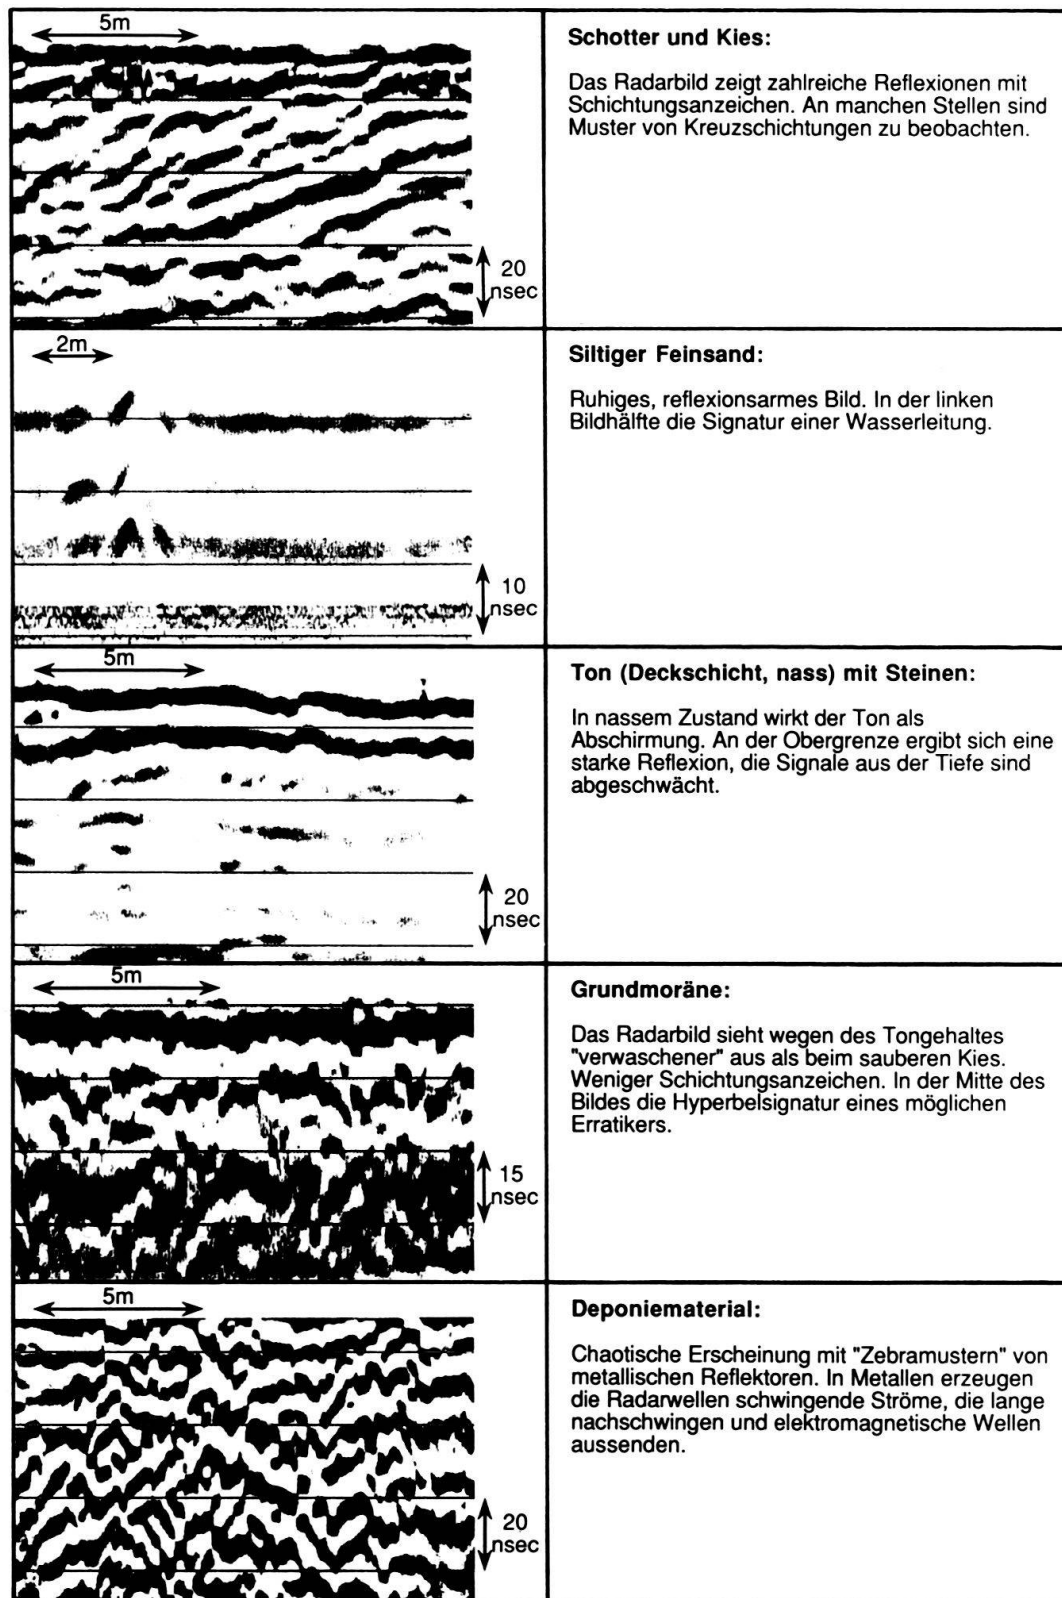 5m
20
nsec
Schotter und Kies:
Das Radarbild zeigt zahlreiche Reflexionen mit
Schichtungsanzeichen. An manchen Stellen sind
Muster von Kreuzschichtungen zu beobachten.
2m
10
nsec
Siltiger Feinsand:
Ruhiges, reflexionsarmes Bild. In der linken
Bildhälfte die Signatur einer Wasserleitung.
5m
20
nsec
Ton (Deckschicht, nass) mit Steinen:
In nassem Zustand wirkt der Ton als
Abschirmung. An der Obergrenze ergibt sich eine
starke Reflexion, die Signale aus der Tiefe sind
abgeschwächt.
5m
15
nsec
Grundmoräne:
Das Radarbild sieht wegen des Tongehaltes
"verwaschener" aus als beim sauberen Kies.
Weniger Schichtungsanzeichen. In der Mitte des
Bildes die Hyperbelsignatur eines möglichen
Erratikers.
5m
20
nsec
Deponiematerial:
Chaotische Erscheinung mit "Zebramustern" von
metallischen Reflektoren. In Metallen erzeugen
die Radarwellen schwingende Ströme, die lange
nachschwingen und elektromagnetische Wellen
aussenden.